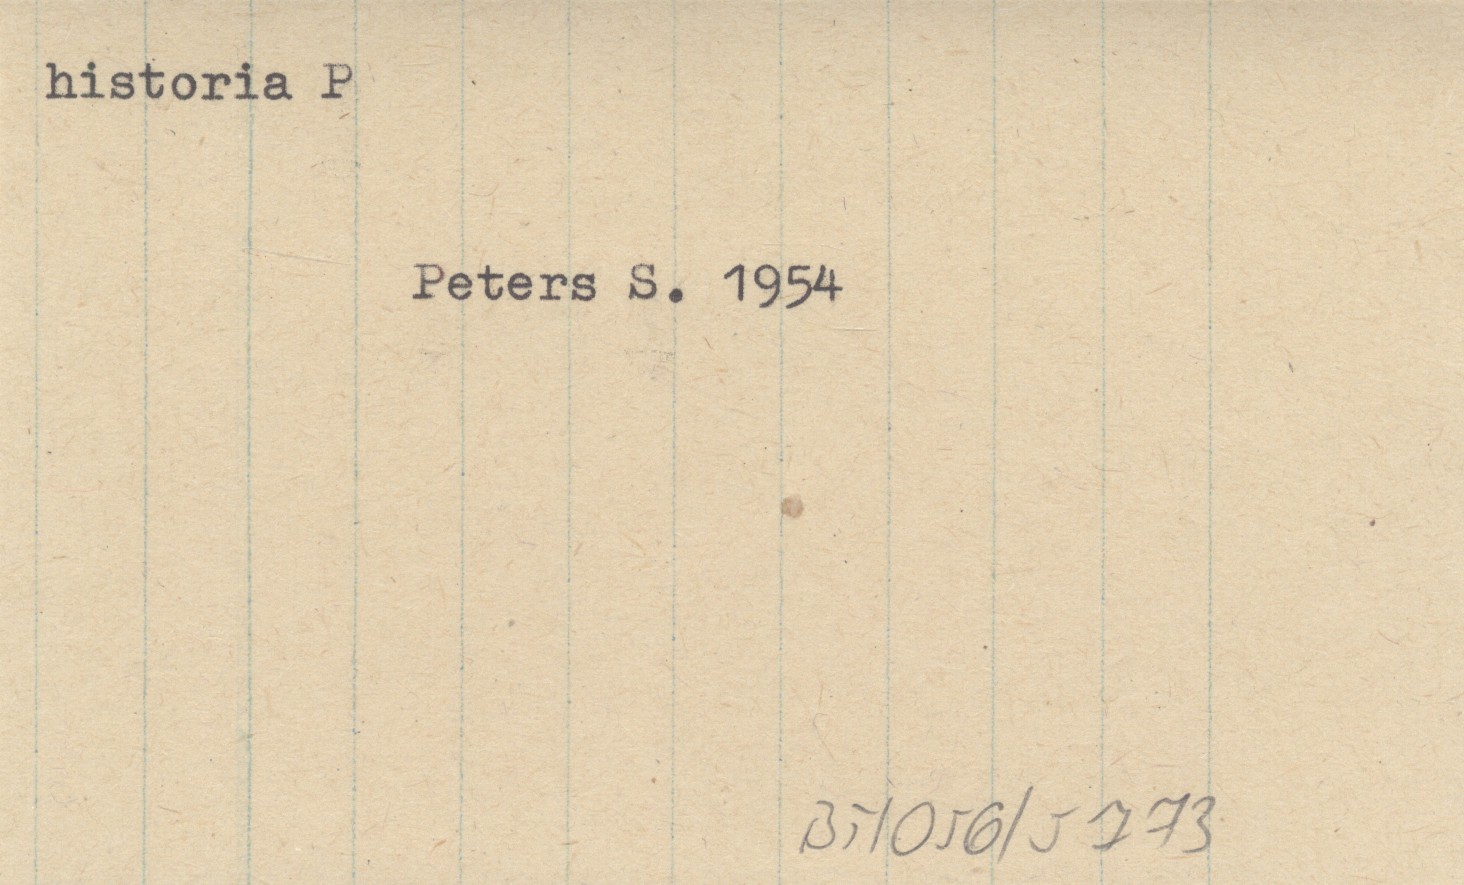 historia P
Peters S. 1954